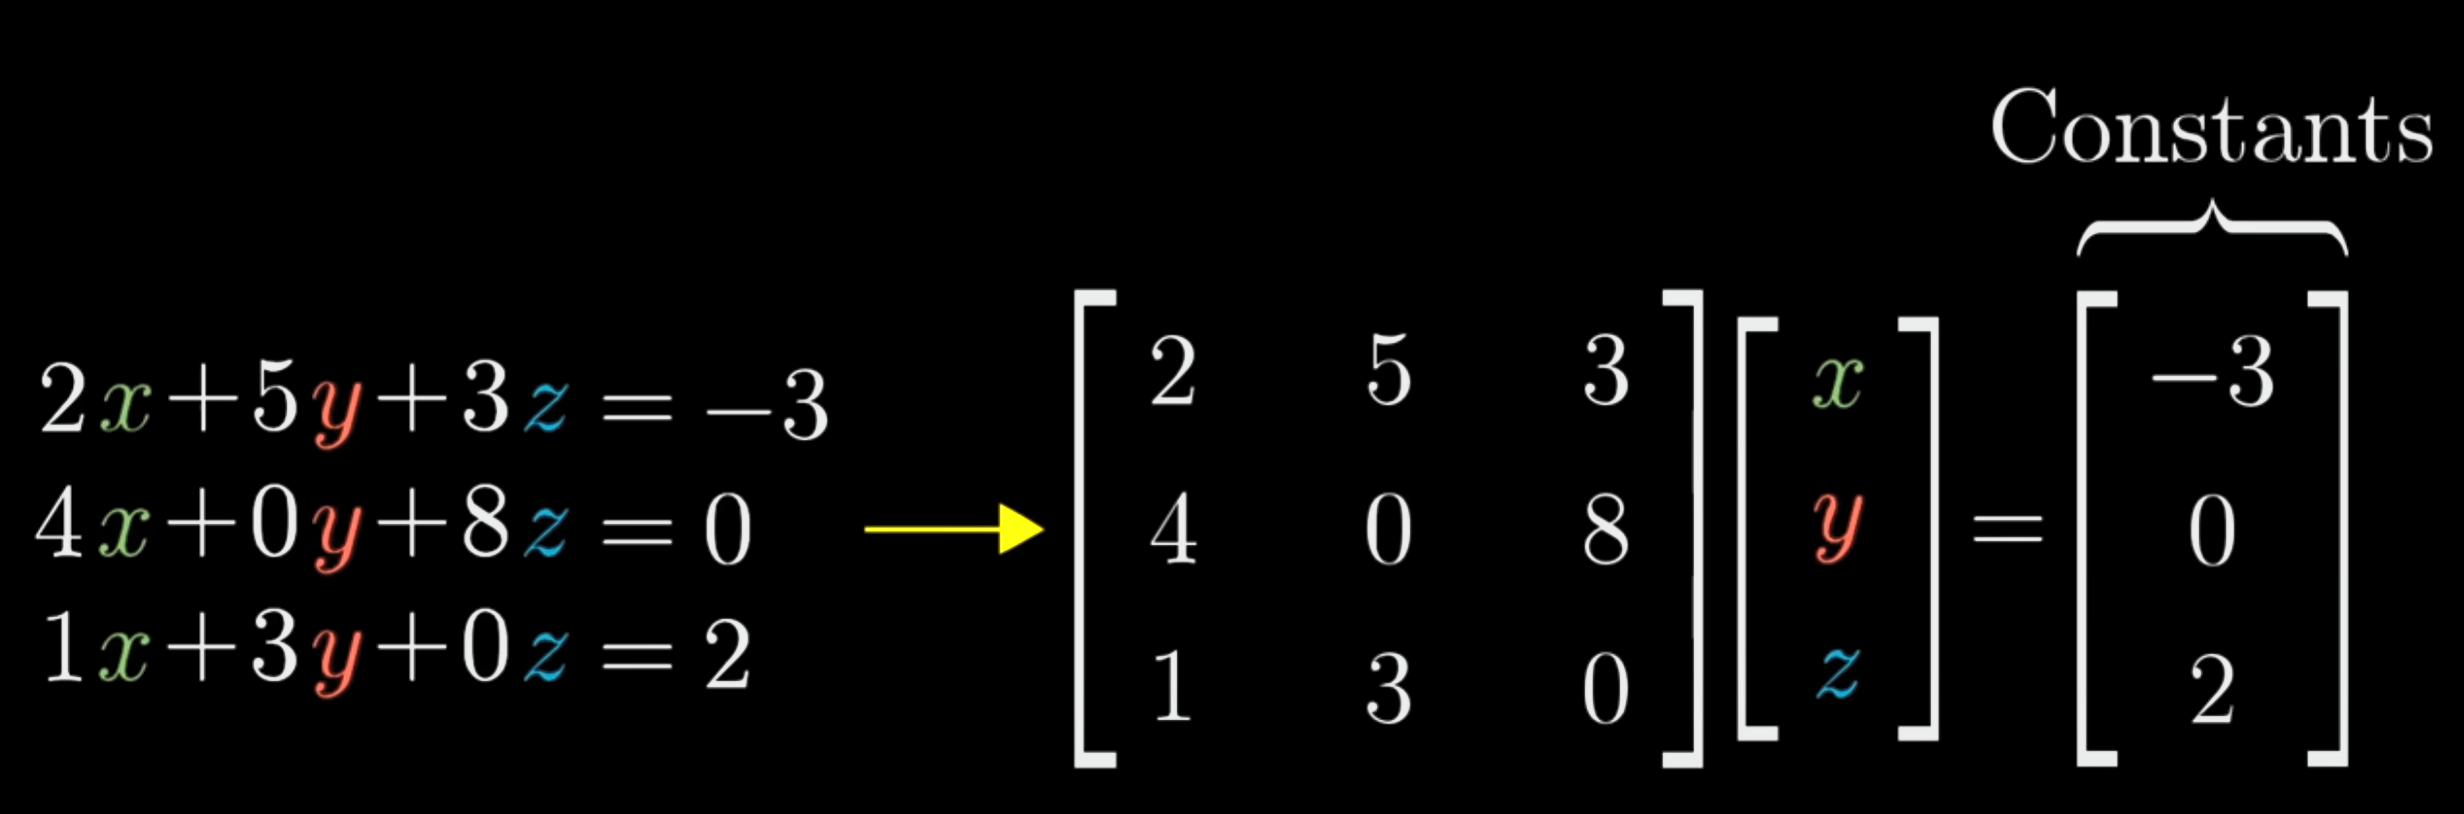 Constants
2x+5y+3z=−3
4x+0y+8z=0
1x+3y+0z=2
2 5 3
4 0 8
1 3 0
x
y
z
=
−3
0
2